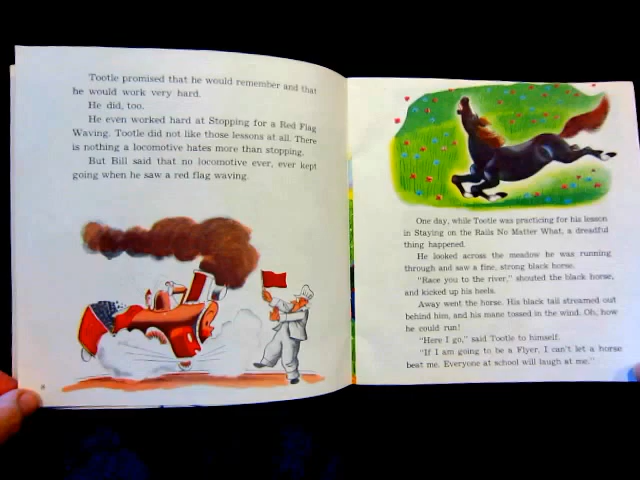 Tootle promised that he would remember and that
he would work very hard.
He did, too.
He even worked hard at Stopping for a Red Flag
Waving. Tootle did not like those lessons at all. There
is nothing a locomotive hates more than stopping.
But Bill said that no locomotive ever, ever kept
going when he saw a red flag waving.
One day, while Tootle was practicing for his lesson
in Staying on the Rails No Matter What, a dreadful
thing happened.
He looked across the meadow he was running
through and saw a fine, strong black horse.
"Race you to the river," shouted the black horse,
and kicked up his heels.
Away went the horse. His black tail streamed out
behind him, and his mane tossed in the wind. Oh, how
he could run!
"Here I go," said Tootle to himself.
"If I am going to be a Flyer, I can't let a horse
beat me. Everyone at school will laugh at me."